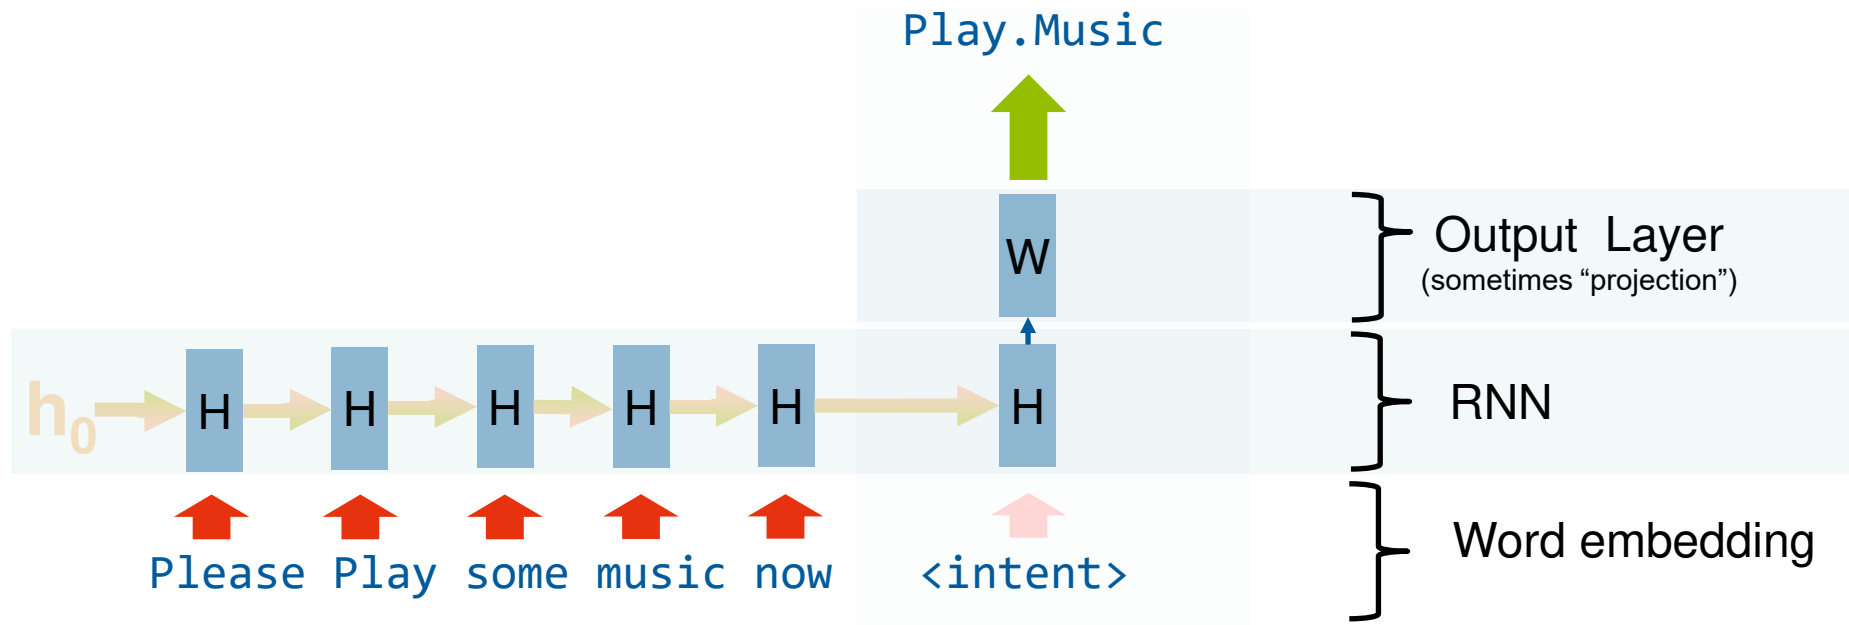 Play.Music
W
Output Layer
(sometimes “projection”)
h0
H H H H H H
RNN
Please Play some music now <intent>
Word embedding